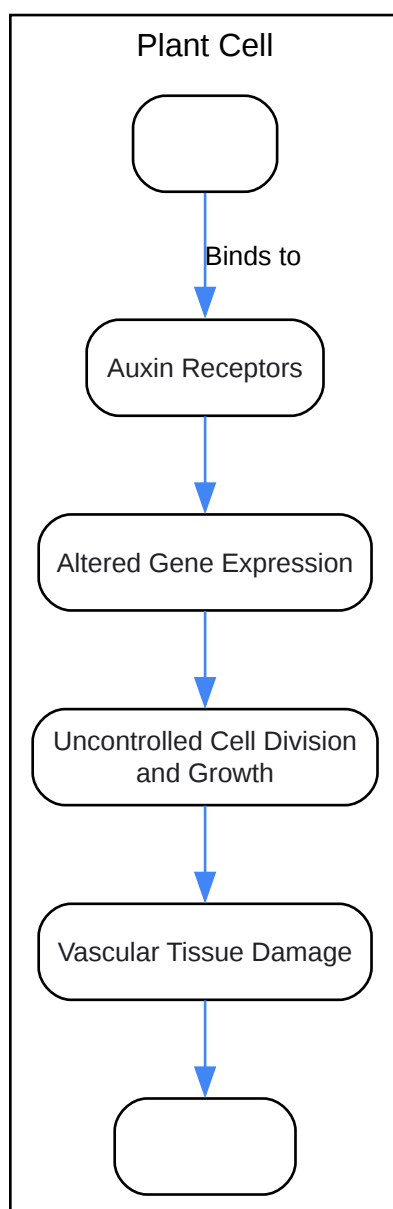 Plant Cell
Binds to
Auxin Receptors
Altered Gene Expression
Uncontrolled Cell Division
and Growth
Vascular Tissue Damage